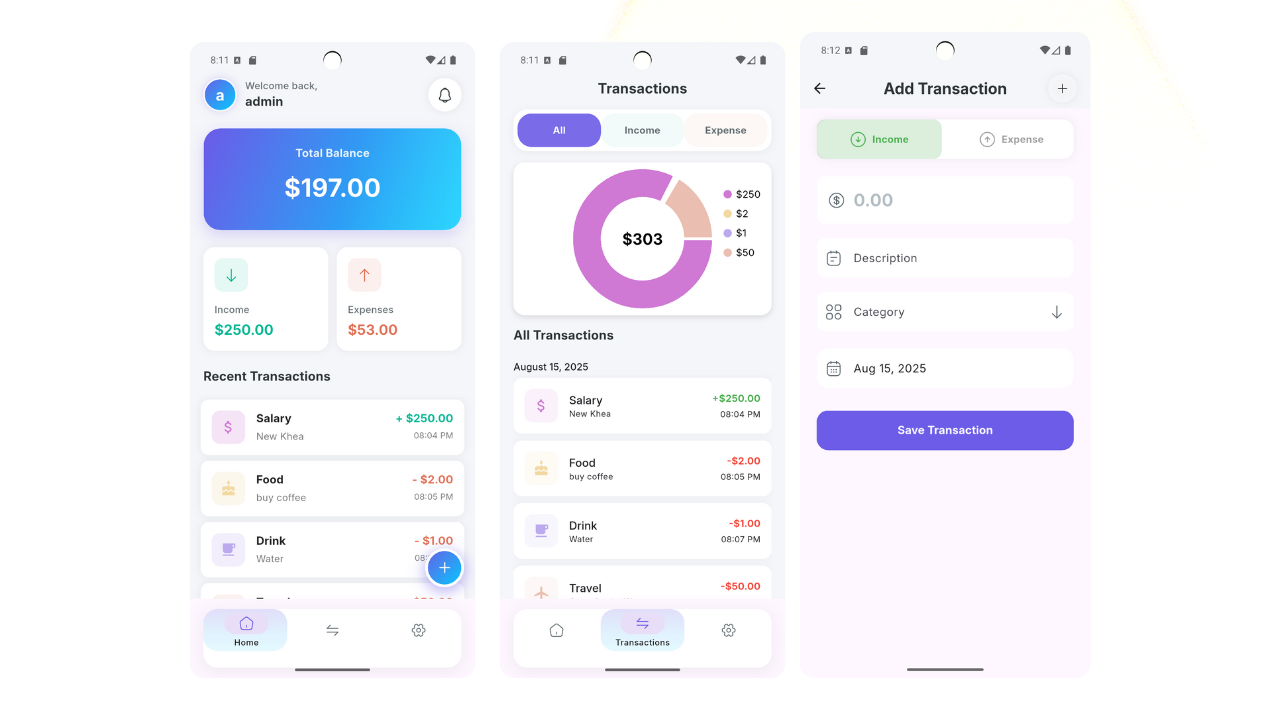 8:11
a
Welcome back,
admin
Total Balance
$197.00
Income
$250.00
Expenses
$53.00
Recent Transactions
Salary
+ $250.00
New Khea
08:04 PM
Food
- $2.00
buy coffee
08:05 PM
Drink
- $1.00
Water
Home
8:11
Transactions
All
Income
Expense
$303
$250
$2
$1
$50
All Transactions
August 15, 2025
Salary
+$250.00
New Khea
08:04 PM
Food
-$2.00
buy coffee
08:05 PM
Drink
-$1.00
Water
08:07 PM
Travel
-$50.00
Transactions
8:12
Add Transaction
Income
Expense
0.00
Description
Category
Aug 15, 2025
Save Transaction